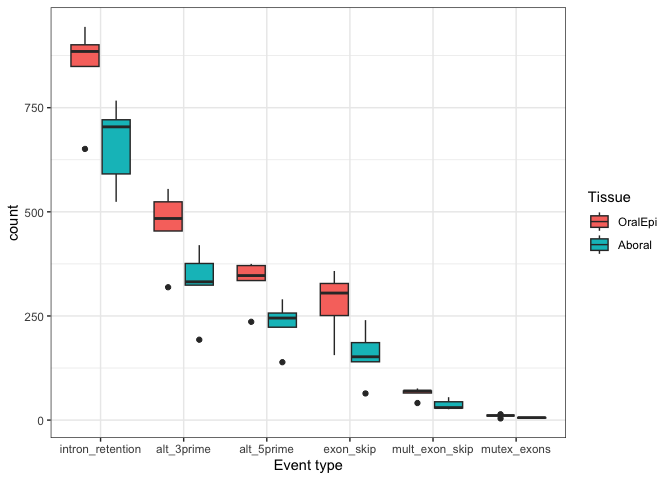 750
500
250
0
count
intron_retention alt_3prime alt_5prime exon_skip mult_exon_skip mutex_exons
Event type
Tissue
OralEpi
Aboral